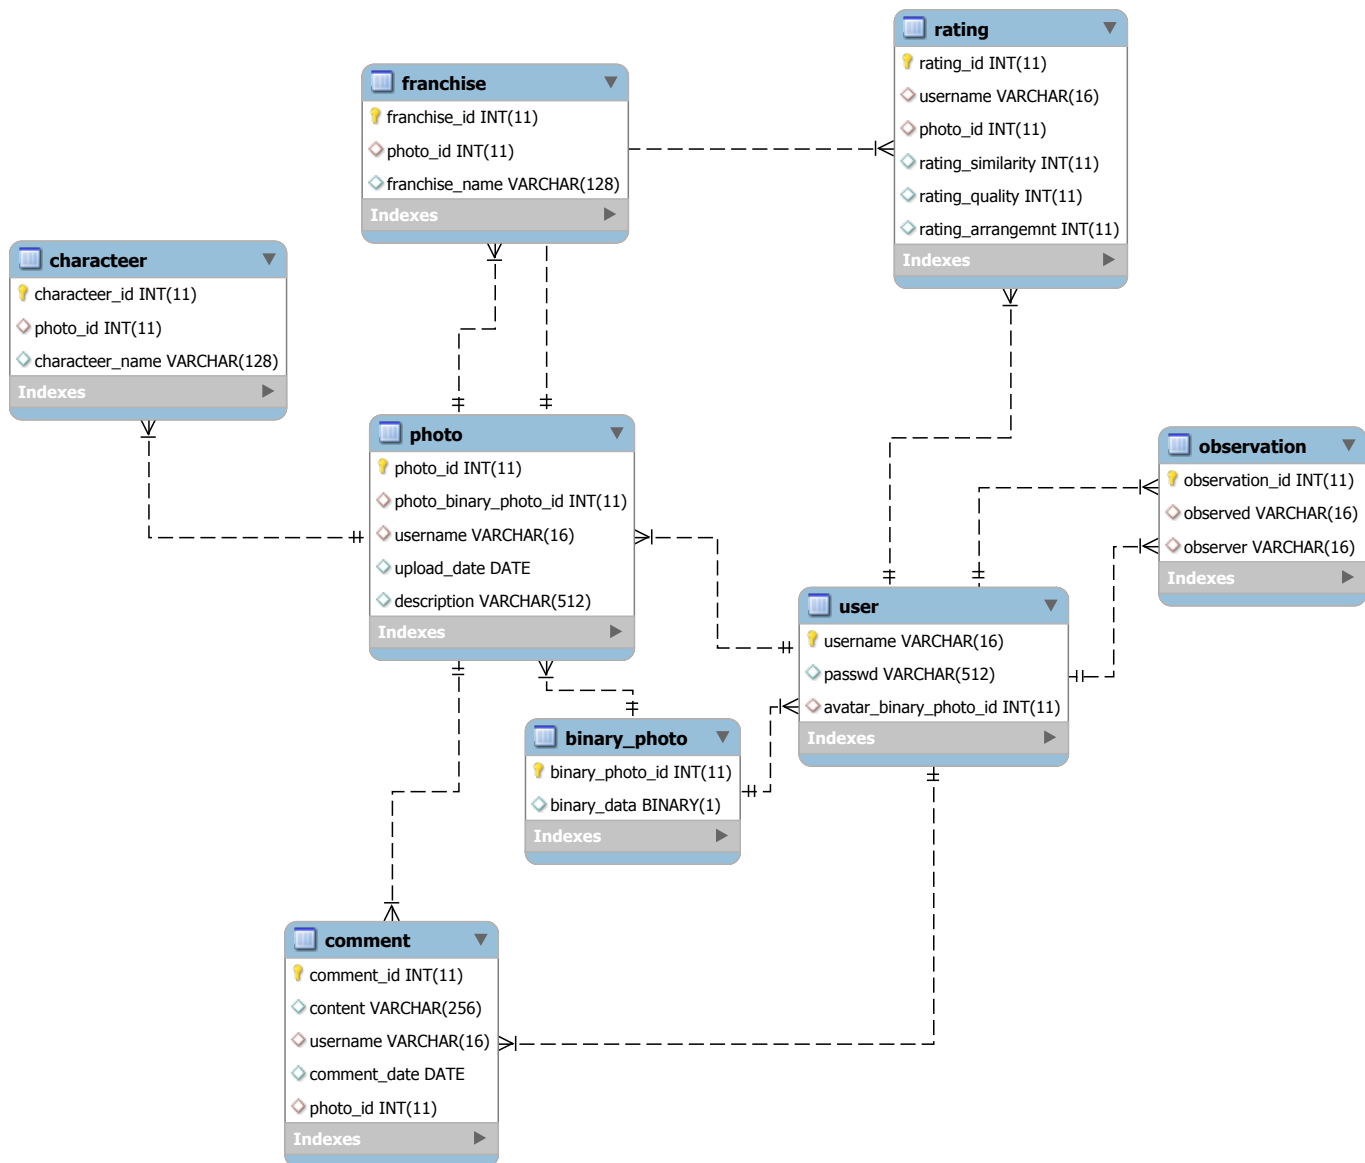 rating
rating_id INT(11)
username VARCHAR(16)
photo_id INT(11)
rating_similarity INT(11)
rating_quality INT(11)
rating_arrangemnt INT(11)
Indexes
franchise
franchise_id INT(11)
photo_id INT(11)
franchise_name VARCHAR(128)
Indexes
characteer
characteer_id INT(11)
photo_id INT(11)
characteer_name VARCHAR(128)
Indexes
photo
photo_id INT(11)
photo_binary_photo_id INT(11)
username VARCHAR(16)
upload_date DATE
description VARCHAR(512)
Indexes
observation
observation_id INT(11)
observed VARCHAR(16)
observer VARCHAR(16)
Indexes
user
username VARCHAR(16)
passwd VARCHAR(512)
avatar_binary_photo_id INT(11)
Indexes
binary_photo
binary_photo_id INT(11)
binary_data BINARY(1)
Indexes
comment
comment_id INT(11)
content VARCHAR(256)
username VARCHAR(16)
comment_date DATE
photo_id INT(11)
Indexes